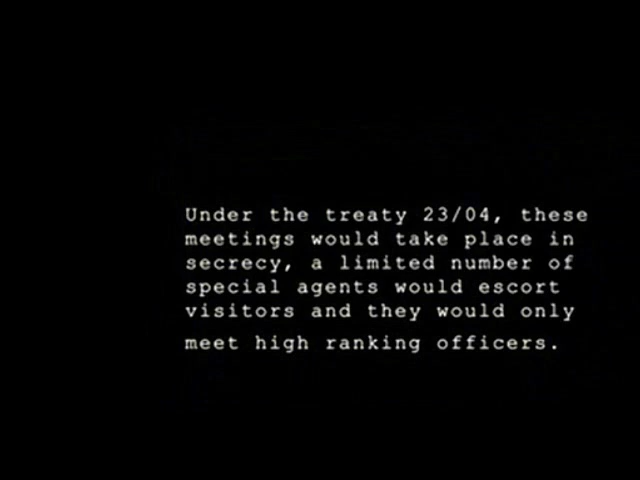 Under the treaty 23/04, these
meetings would take place in
secrecy, a limited number of
special agents would escort
visitors and they would only
meet high ranking officers.